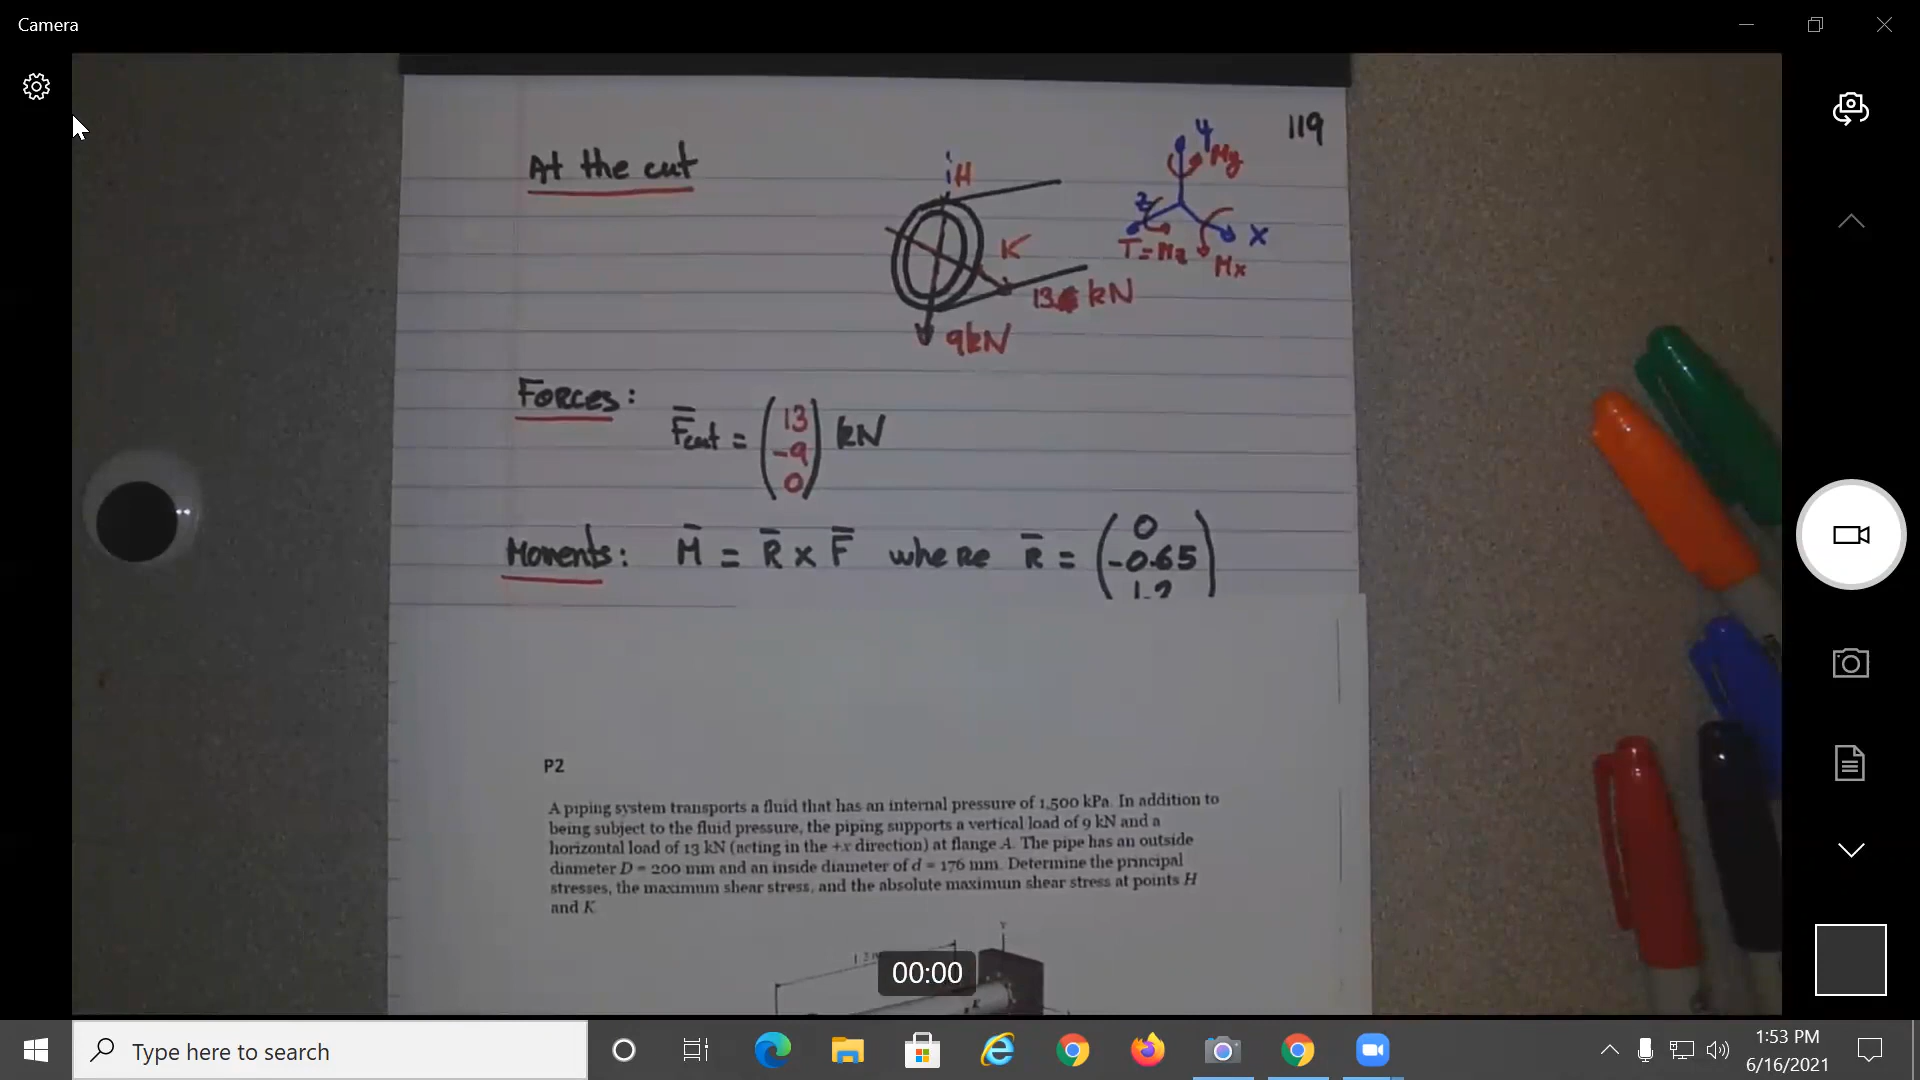 Camera
119
At the cut
H
y
My
z
x
K
T=Mz
Mx
13 kN
9kN
Forces: F̄cut = (13 -9 0) kN
Moments: M̄ = R̄ x F̄ where R̄ = (0 -0.65 1.2
P2
A piping system transports a fluid that has an internal pressure of 1,500 kPa. In addition to
being subject to the fluid pressure, the piping supports a vertical load of 9 kN and a
horizontal load of 13 kN (acting in the +x direction) at flange A. The pipe has an outside
diameter D = 200 mm and an inside diameter of d = 176 mm. Determine the principal
stresses, the maximum shear stress, and the absolute maximum shear stress at points H
and K
00:00
K
Type here to search
1:53 PM
6/16/2021